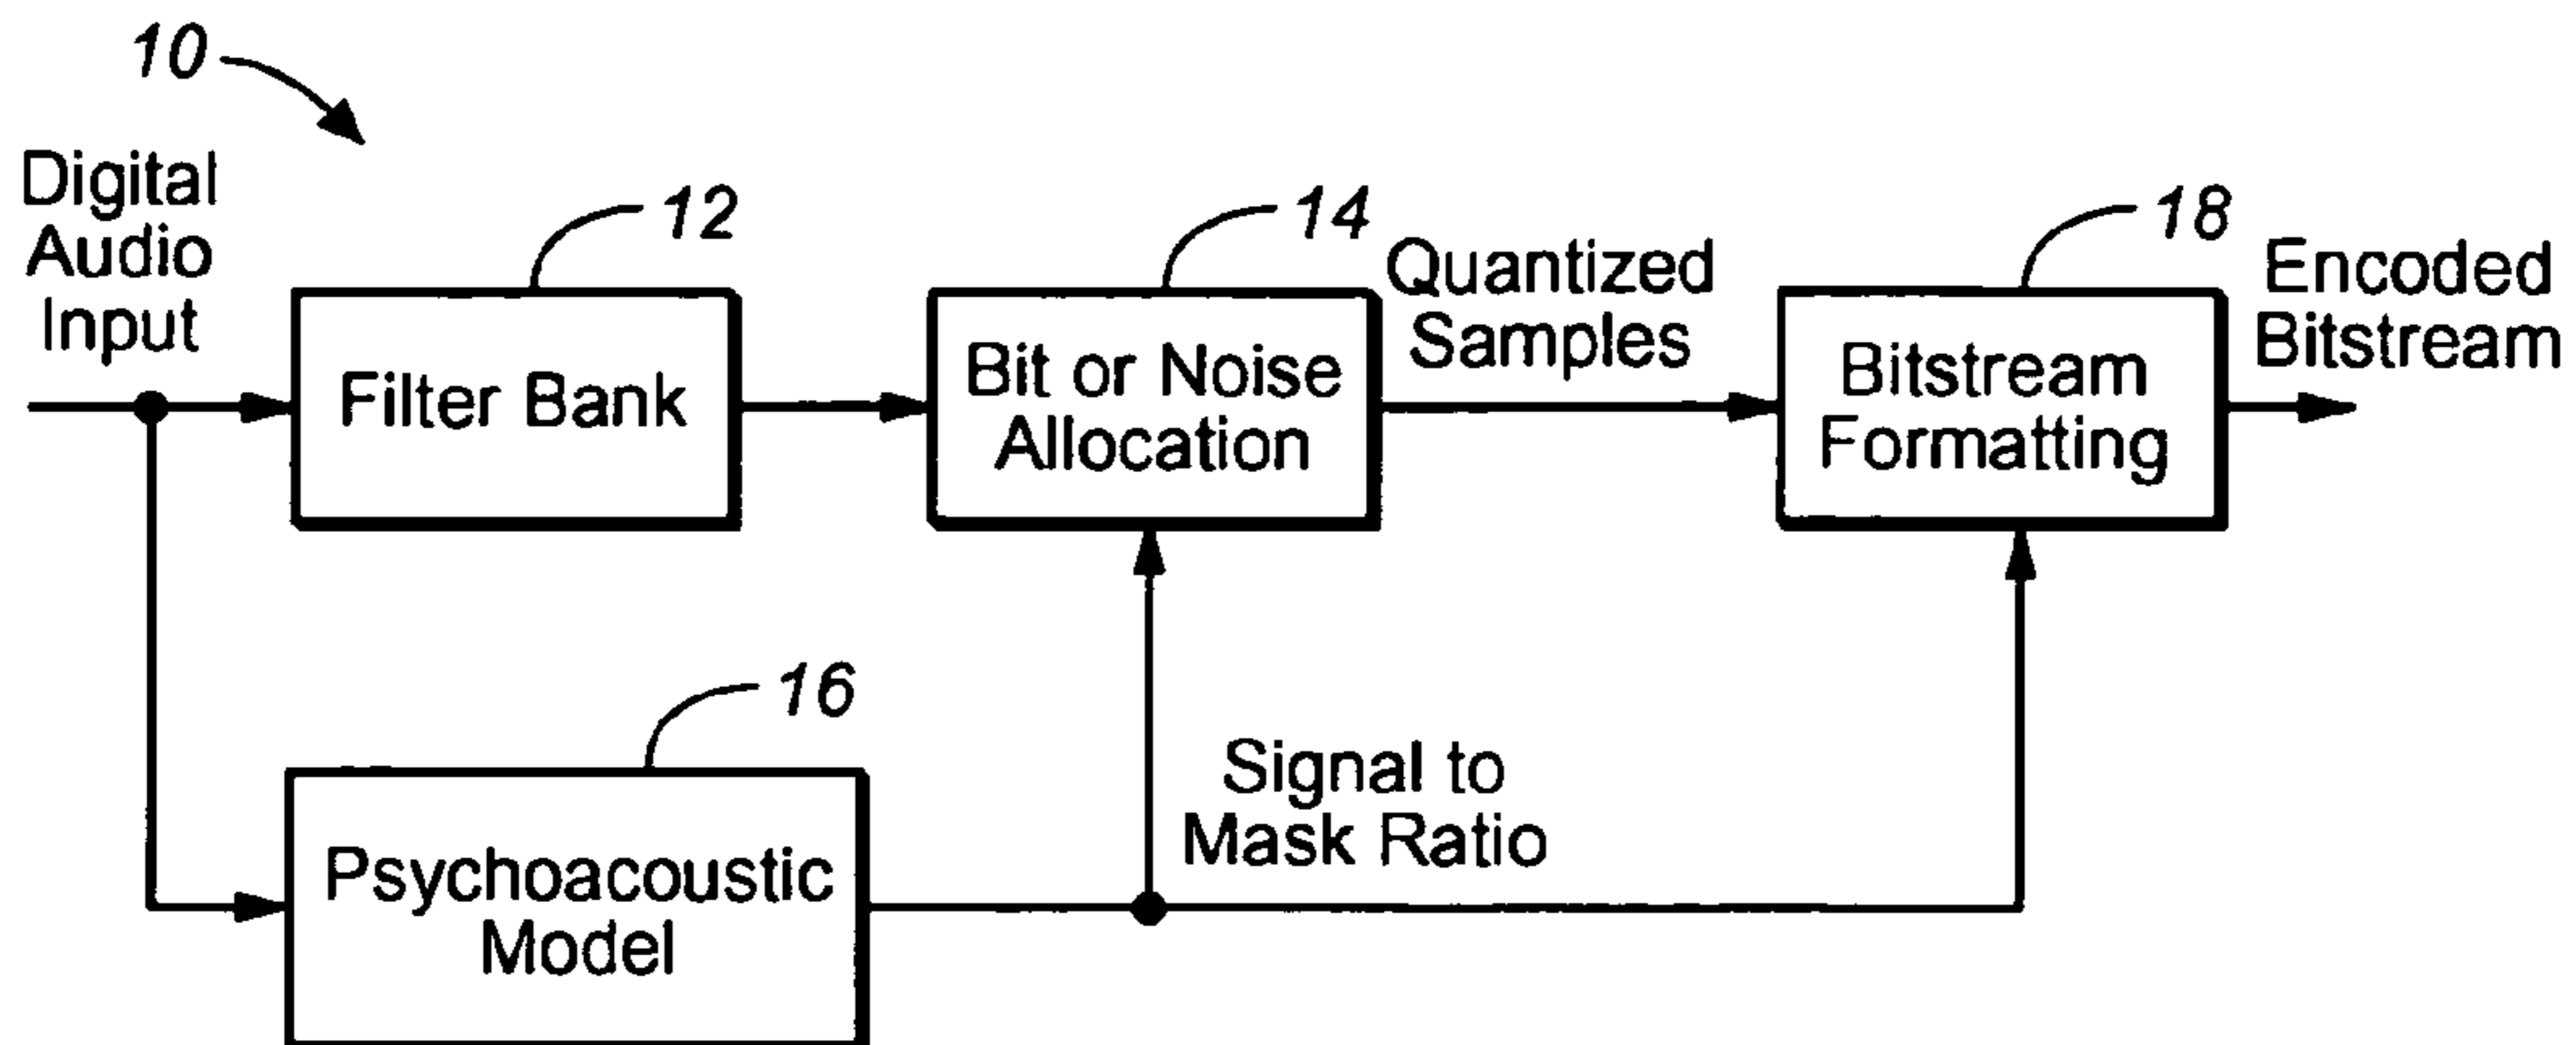 10
Digital
Audio
Input
12
14
18
Quantized
Samples
Encoded
Bitstream
Filter Bank
Bit or Noise
Allocation
Bitstream
Formatting
16
Signal to
Mask Ratio
Psychoacoustic
Model